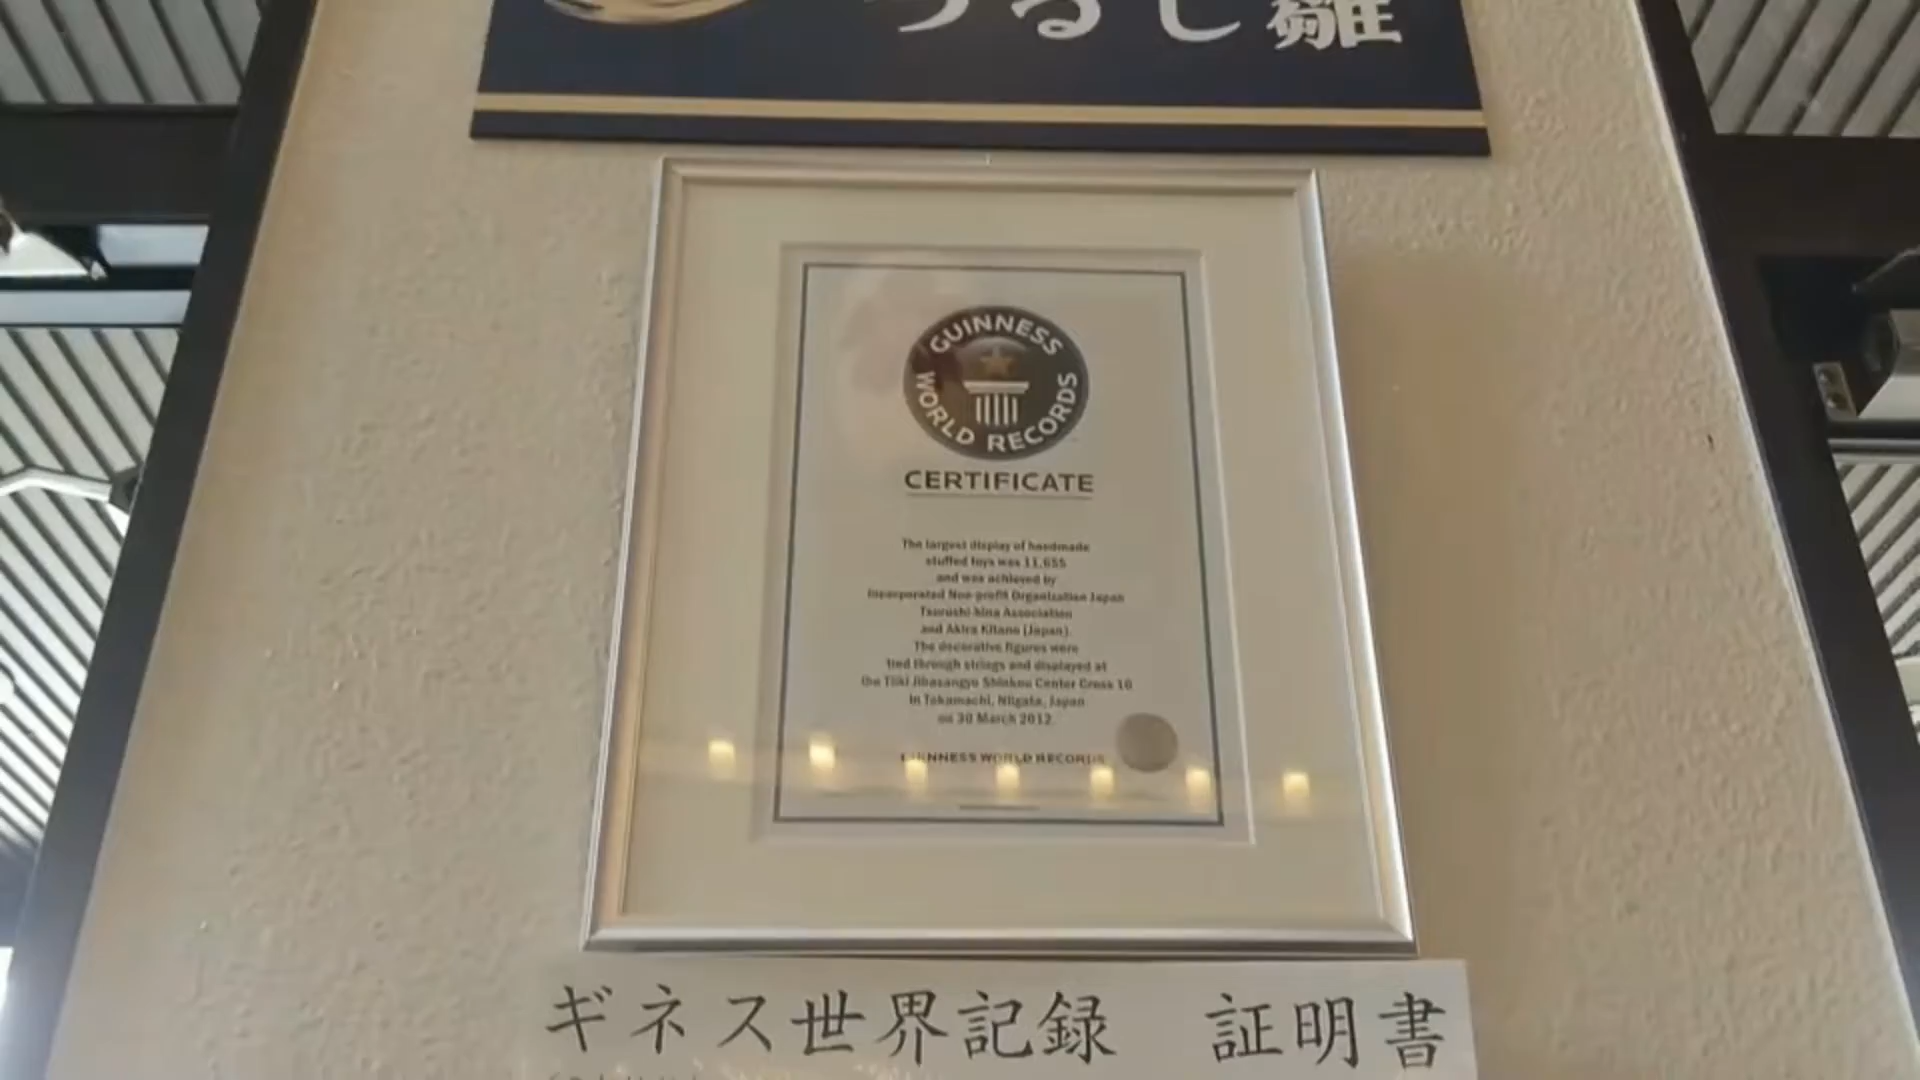 つるし雛
GUINNESS WORLD RECORDS
CERTIFICATE
The largest display of handmade
stuffed toys was 11,655
and was achieved by
Incorporated Non-profit Organization Japan
Tsurushi-bina Association
and Akira Kitano (Japan).
The decorative figures were
tied through strings and displayed at
the Tiiki Jibasangyo Shinkou Center Cross 10
in Tokamachi, Niigata, Japan
on 30 March 2012
GUINNESS WORLD RECORDS
ギネス世界記録 証明書